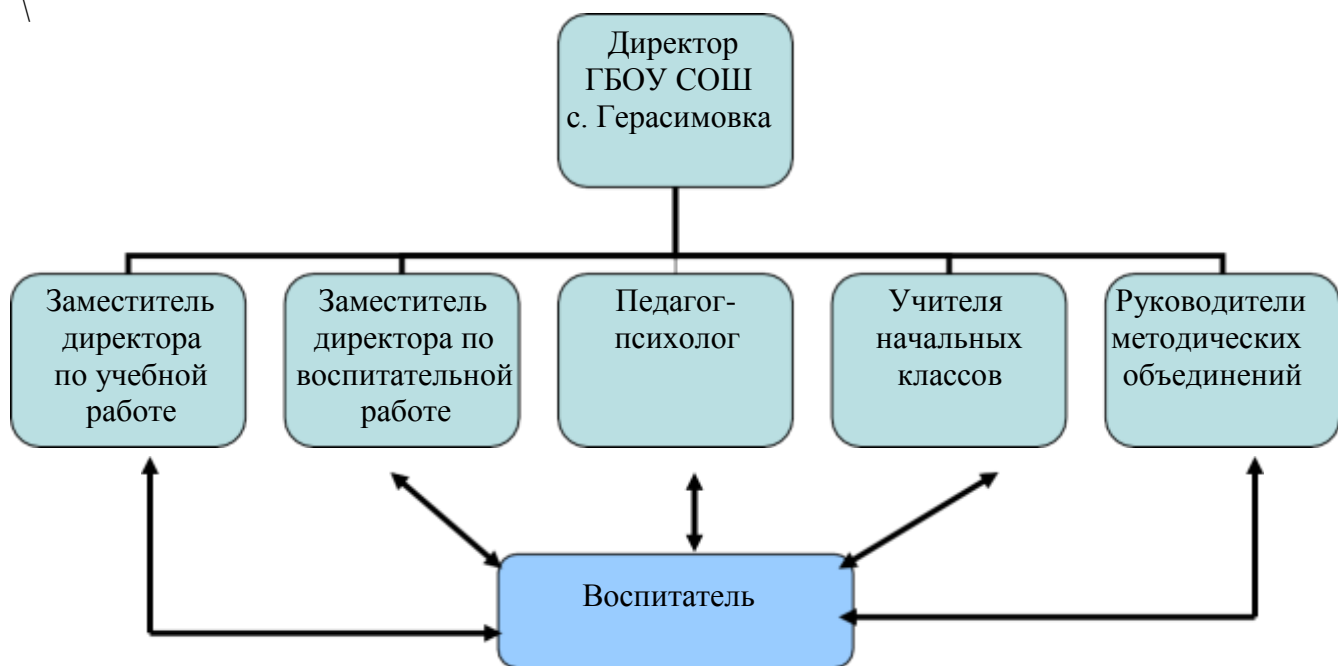 \
Директор
ГБОУ СОШ
с. Герасимовка
Заместитель
директора
по учебной
работе
Заместитель
директора по
воспитательной
работе
Педагог-
психолог
Учителя
начальных
классов
Руководители
методических
объединений
Воспитатель